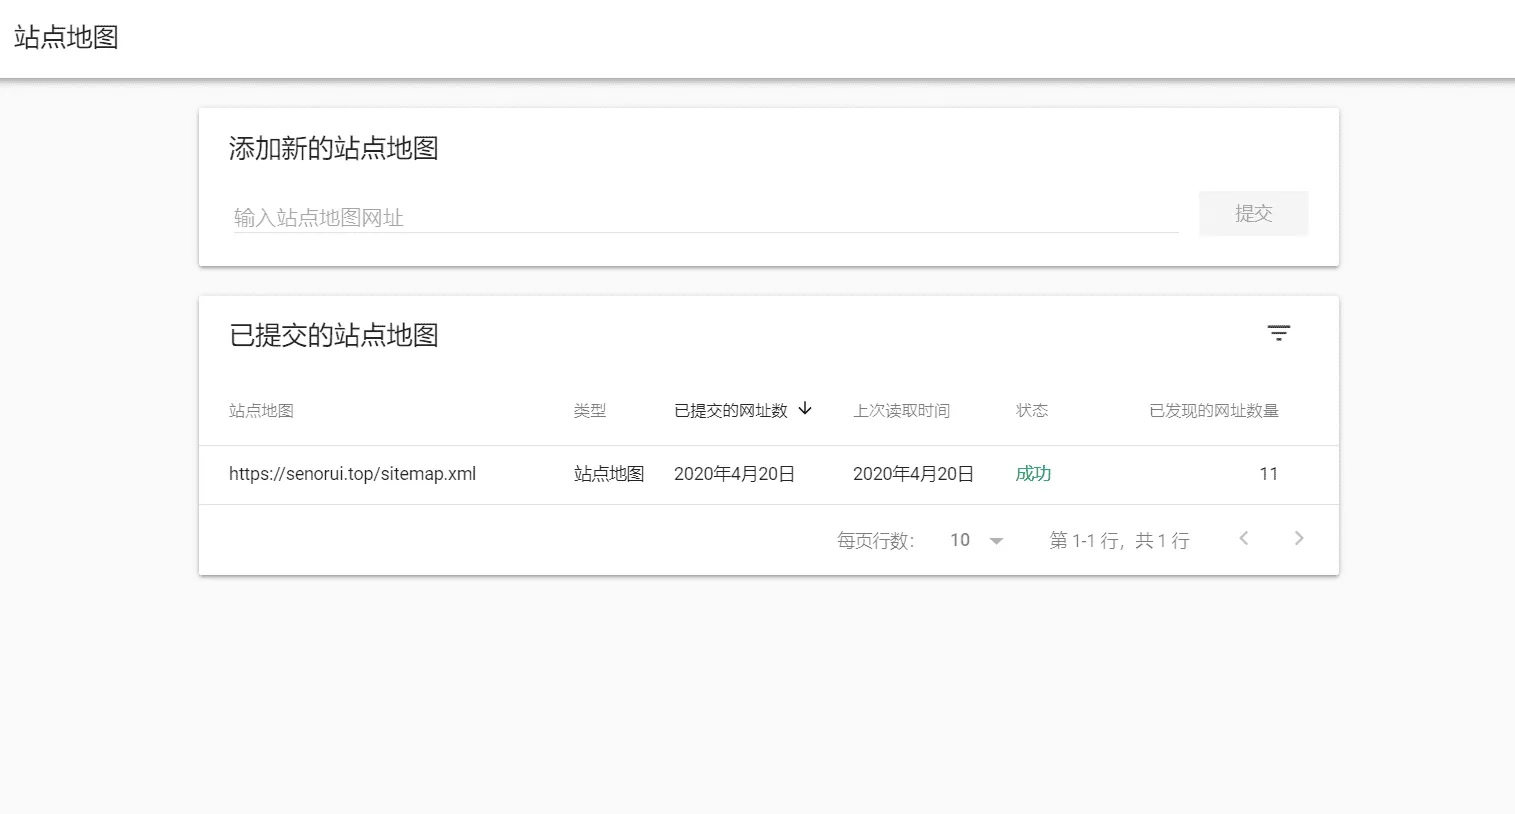 站点地图
添加新的站点地图
输入站点地图网址
提交
已提交的站点地图
站点地图 类型 已提交的网址数 上次读取时间 状态 已发现的网址数量
https://senorui.top/sitemap.xml 站点地图 2020年4月20日 2020年4月20日 成功 11
每页行数： 10 第 1-1 行，共 1 行